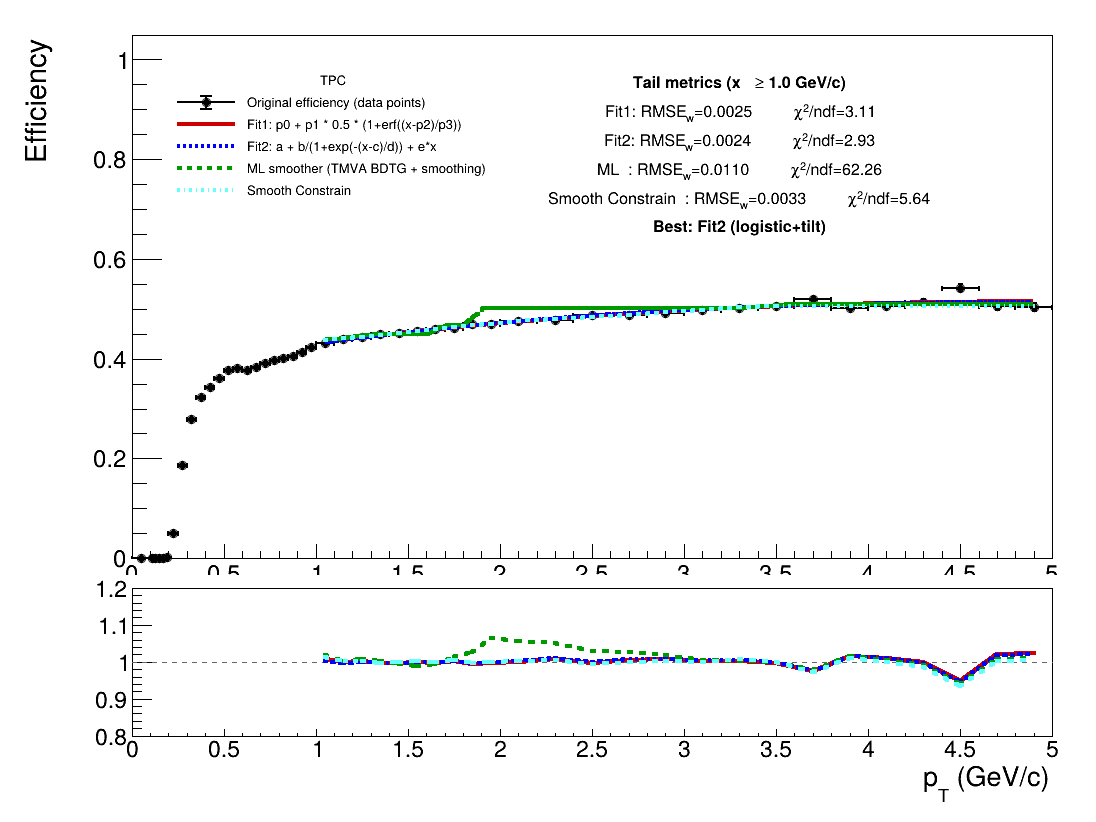 Efficiency
1
0.8
0.6
0.4
0.2
0
TPC
Original efficiency (data points)
Fit1: p0 + p1 * 0.5 * (1+erf((x-p2)/p3))
Fit2: a + b/(1+exp(-(x-c)/d)) + e*x
ML smoother (TMVA BDTG + smoothing)
Smooth Constrain
Tail metrics (x ≥ 1.0 GeV/c)
Fit1: RMSE_w=0.0025 χ²/ndf=3.11
Fit2: RMSE_w=0.0024 χ²/ndf=2.93
ML : RMSE_w=0.0110 χ²/ndf=62.26
Smooth Constrain : RMSE_w=0.0033 χ²/ndf=5.64
Best: Fit2 (logistic+tilt)
0 0.5 1 1.5 2 2.5 3 3.5 4 4.5 5
1.2
1.1
1
0.9
0.8
0 0.5 1 1.5 2 2.5 3 3.5 4 4.5 5
p_T (GeV/c)